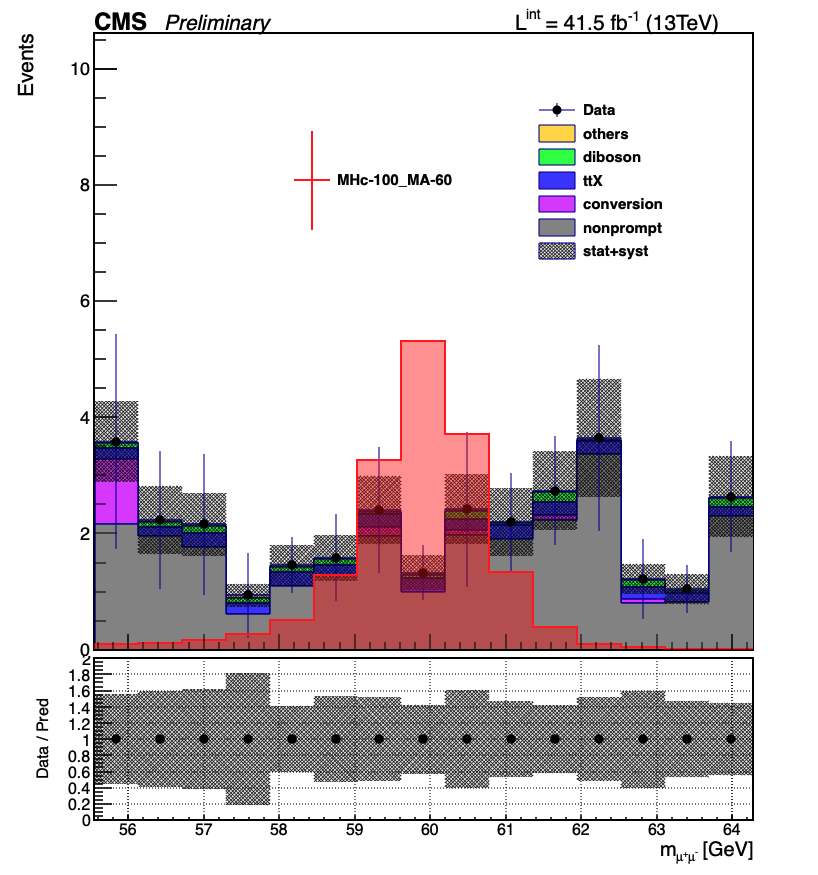 CMS Preliminary L^int = 41.5 fb⁻¹ (13TeV)
Events
10
8
6
4
2
0
Data
others
diboson
ttX
conversion
nonprompt
stat+syst
MHc-100_MA-60
Data / Pred
2
1.8
1.6
1.4
1.2
1
0.8
0.6
0.4
0.2
0
56 57 58 59 60 61 62 63 64
m_μ⁺μ⁻ [GeV]